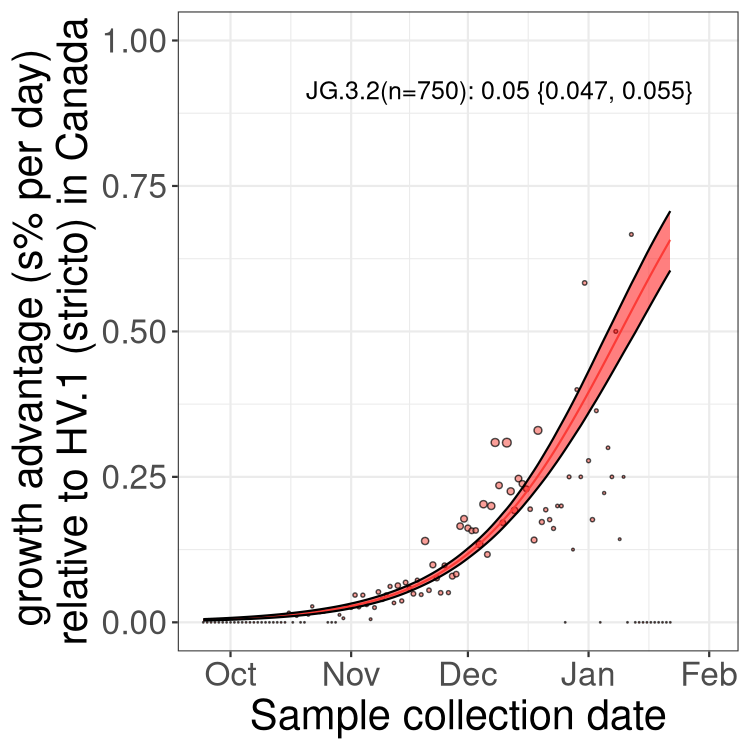 growth advantage (s% per day)
relative to HV.1 (stricto) in Canada
1.00
0.75
0.50
0.25
0.00
JG.3.2(n=750): 0.05 {0.047, 0.055}
Oct Nov Dec Jan Feb
Sample collection date